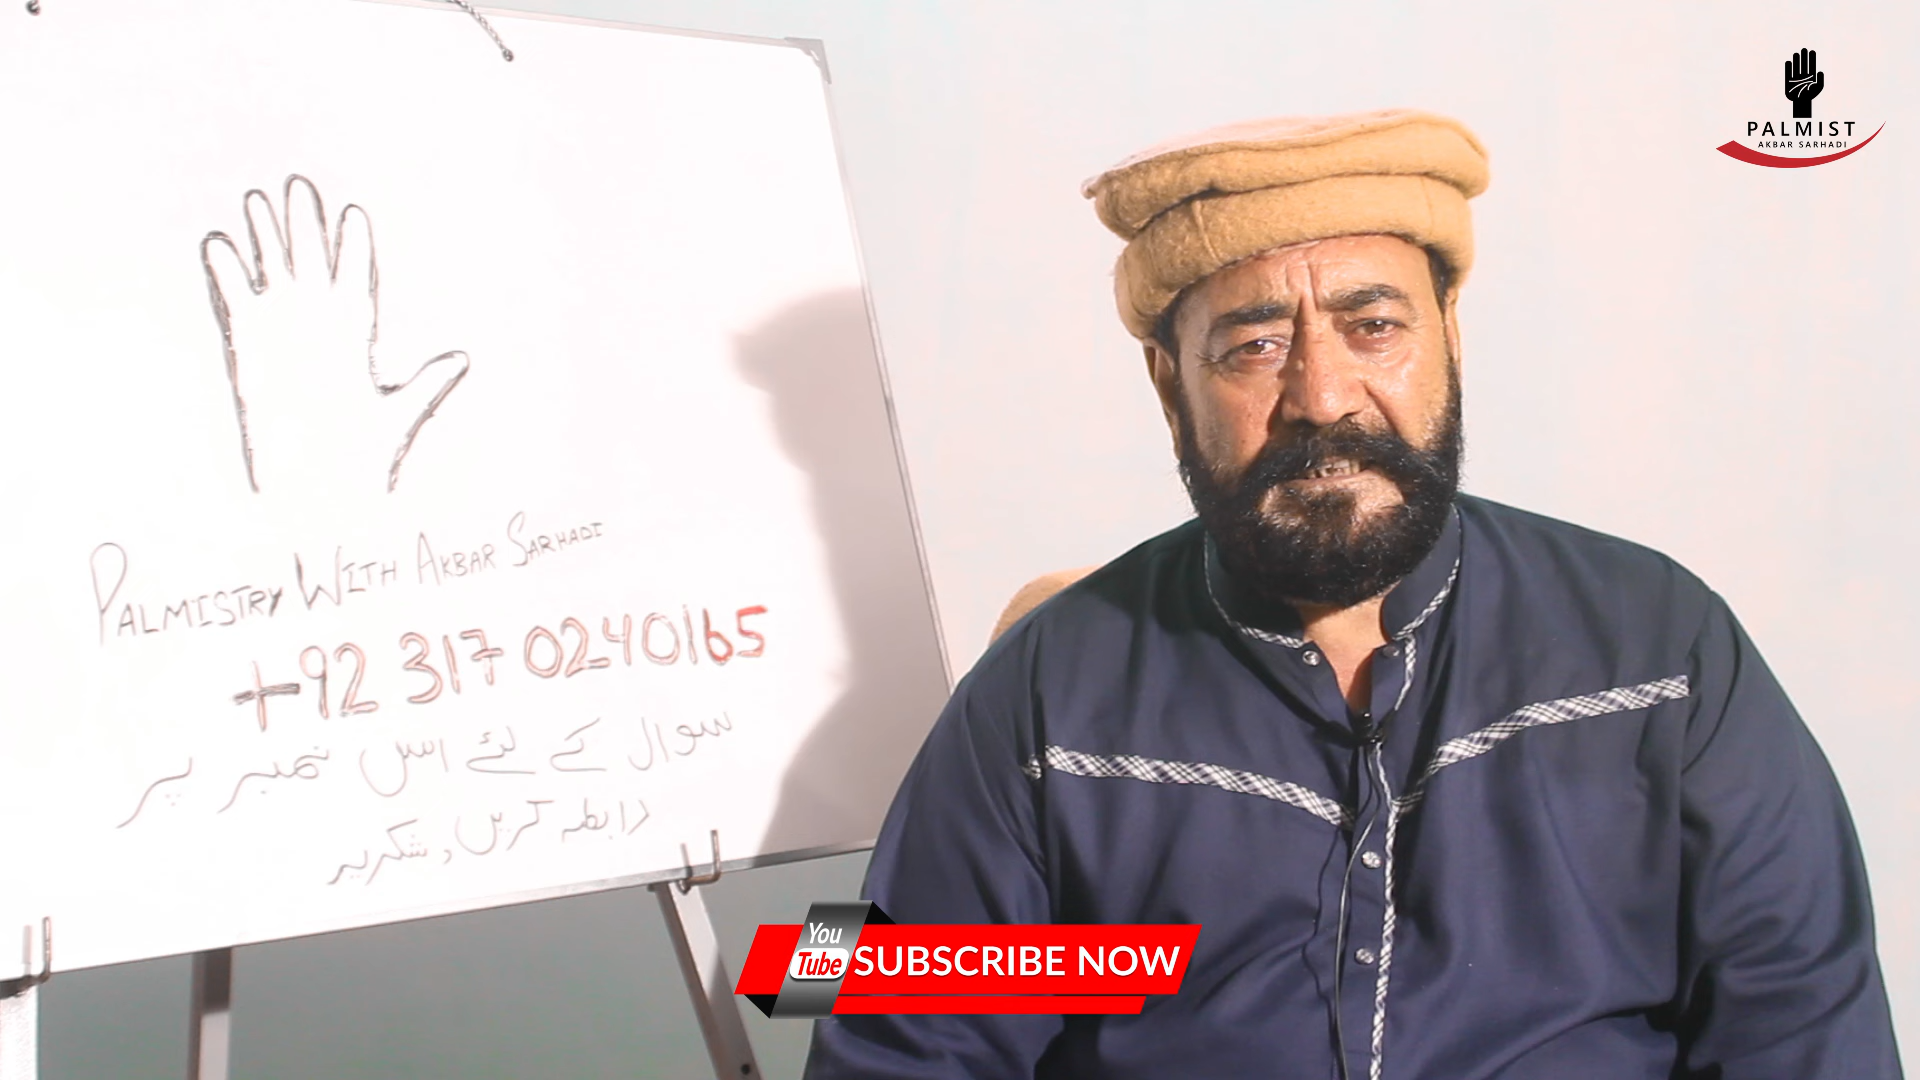 PALMISTRY WITH AKBAR SARHADI
+92 317 0240165
سوال کے لئے اس نمبر پر
رابطہ کریں, شکریہ
PALMIST
AKBAR SARHADI
You
Tube
SUBSCRIBE NOW